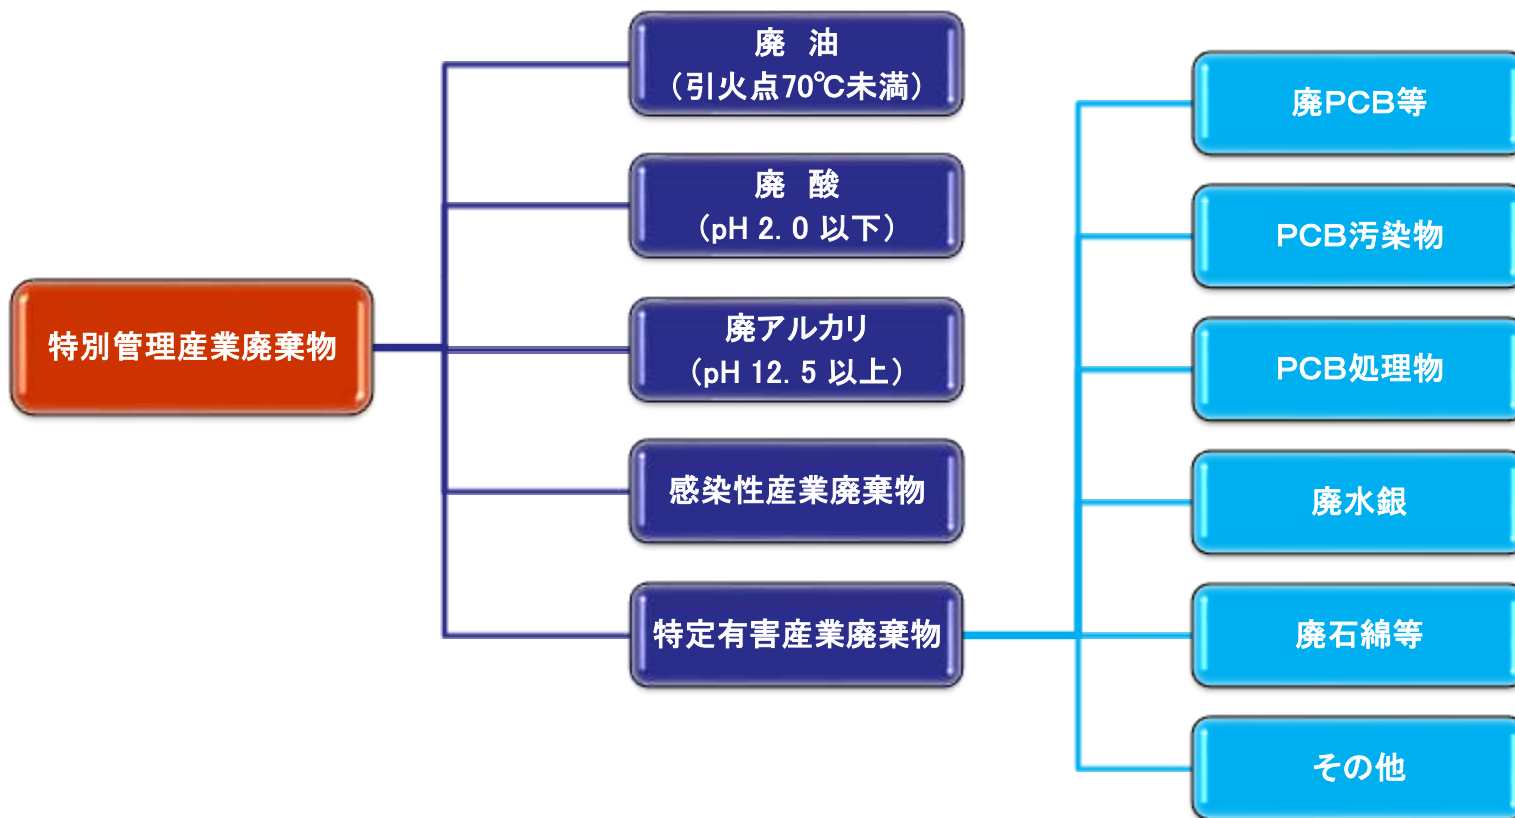 特別管理産業廃棄物
廃 油
（引火点70℃未満）
廃 酸
（pH 2. 0 以下）
廃アルカリ
（pH 12. 5 以上）
感染性産業廃棄物
特定有害産業廃棄物
廃PCB等
PCB汚染物
PCB処理物
廃水銀
廃石綿等
その他